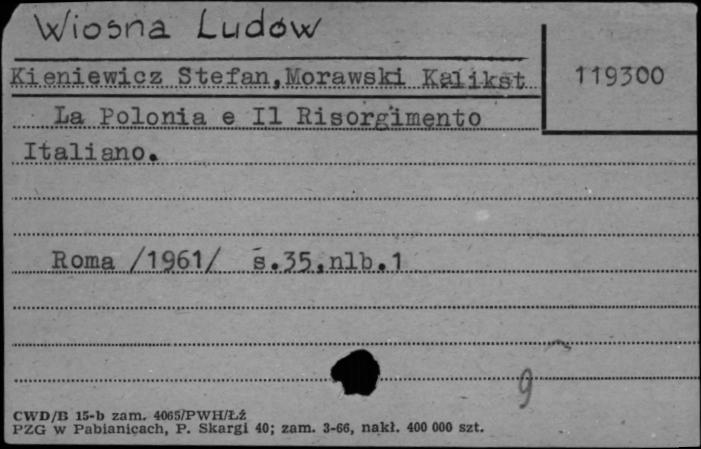 Wiosna Ludów
Kieniewicz Stefan,Morawski Kalikst
119300
La Polonia e Il Risorgimento
Italiano.
Roma /1961/ s.35,nlb.1
9
CWD/B 15-b zam. 4065/PWH/Łź
PZG w Pabianicach, P. Skargi 40; zam. 3-66, nakł. 400 000 szt.